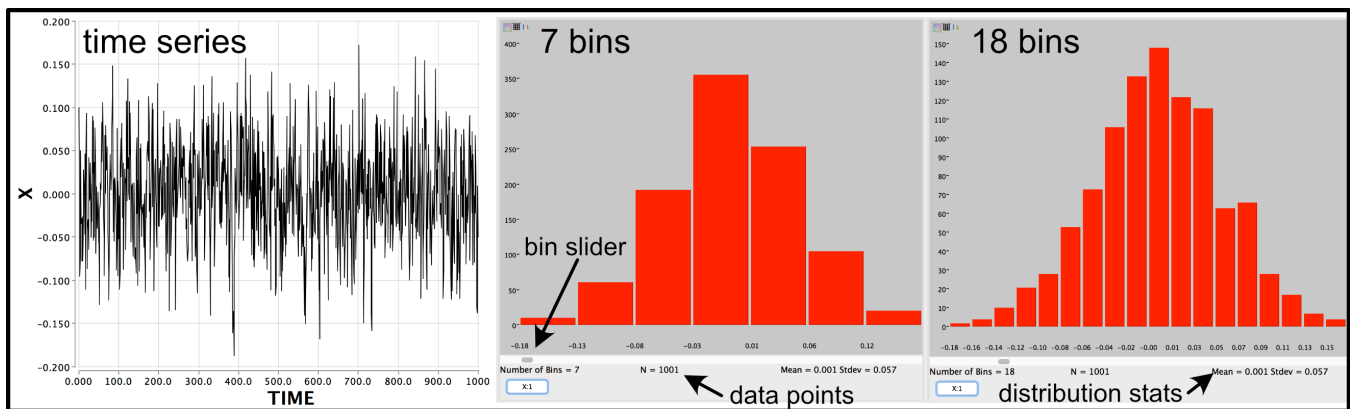 time series
0.200
0.150
0.100
0.050
0.000
−0.050
−0.100
−0.150
−0.200
X
0.000 100.0 200.0 300.0 400.0 500.0 600.0 700.0 800.0 900.0 1000
TIME
7 bins
400-
350-
300-
250-
200-
150-
100-
50-
0-
bin slider
−0.18 −0.13 −0.08 −0.03 0.01 0.06 0.12
Number of Bins = 7 N = 1001 Mean = 0.001 Stdev = 0.057
X:1
data points
18 bins
150-
140-
130-
120-
110-
100-
90-
80-
70-
60-
50-
40-
30-
20-
10-
0-
−0.18 −0.16 −0.14 −0.12 −0.10 −0.08 −0.06 −0.04 −0.02 −0.00 0.01 0.03 0.05 0.07 0.09 0.11 0.13 0.15
Number of Bins = 18 N = 1001 Mean = 0.001 Stdev = 0.057
X:1
distribution stats